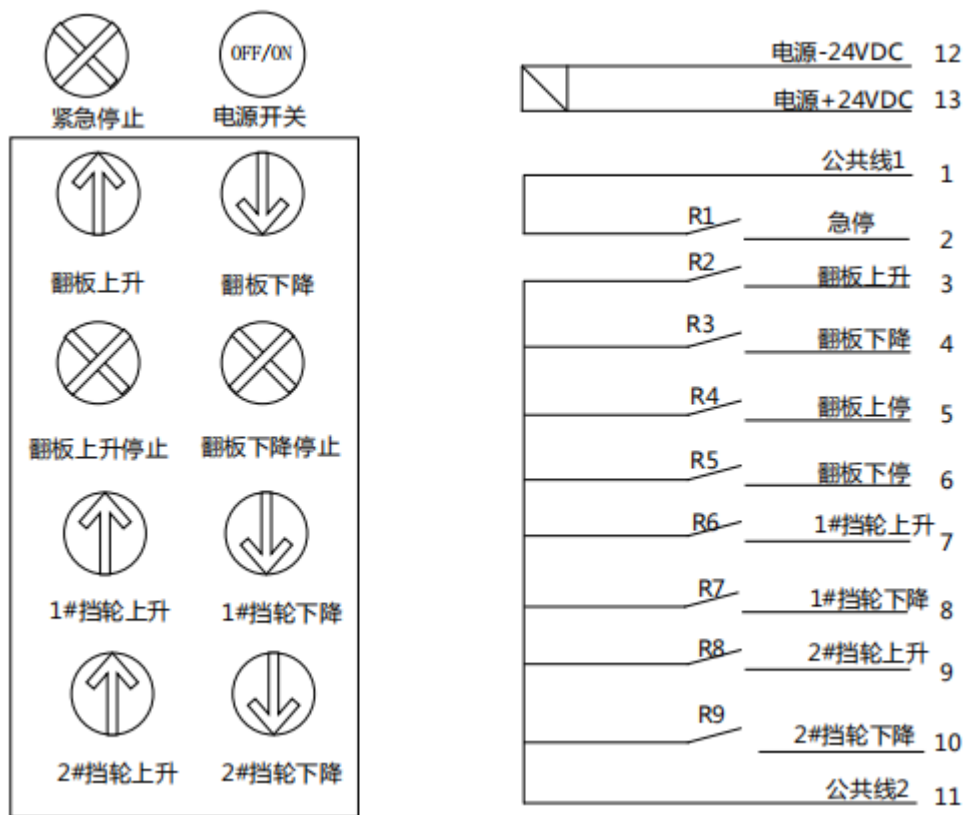 OFF/ON
紧急停止 电源开关
翻板上升 翻板下降
翻板上升停止 翻板下降停止
1#挡轮上升 1#挡轮下降
2#挡轮上升 2#挡轮下降
电源-24VDC 12
电源+24VDC 13
公共线1 1
R1 急停 2
R2 翻板上升 3
R3 翻板下降 4
R4 翻板上停 5
R5 翻板下停 6
R6 1#挡轮上升 7
R7 1#挡轮下降 8
R8 2#挡轮上升 9
R9 2#挡轮下降 10
公共线2 11